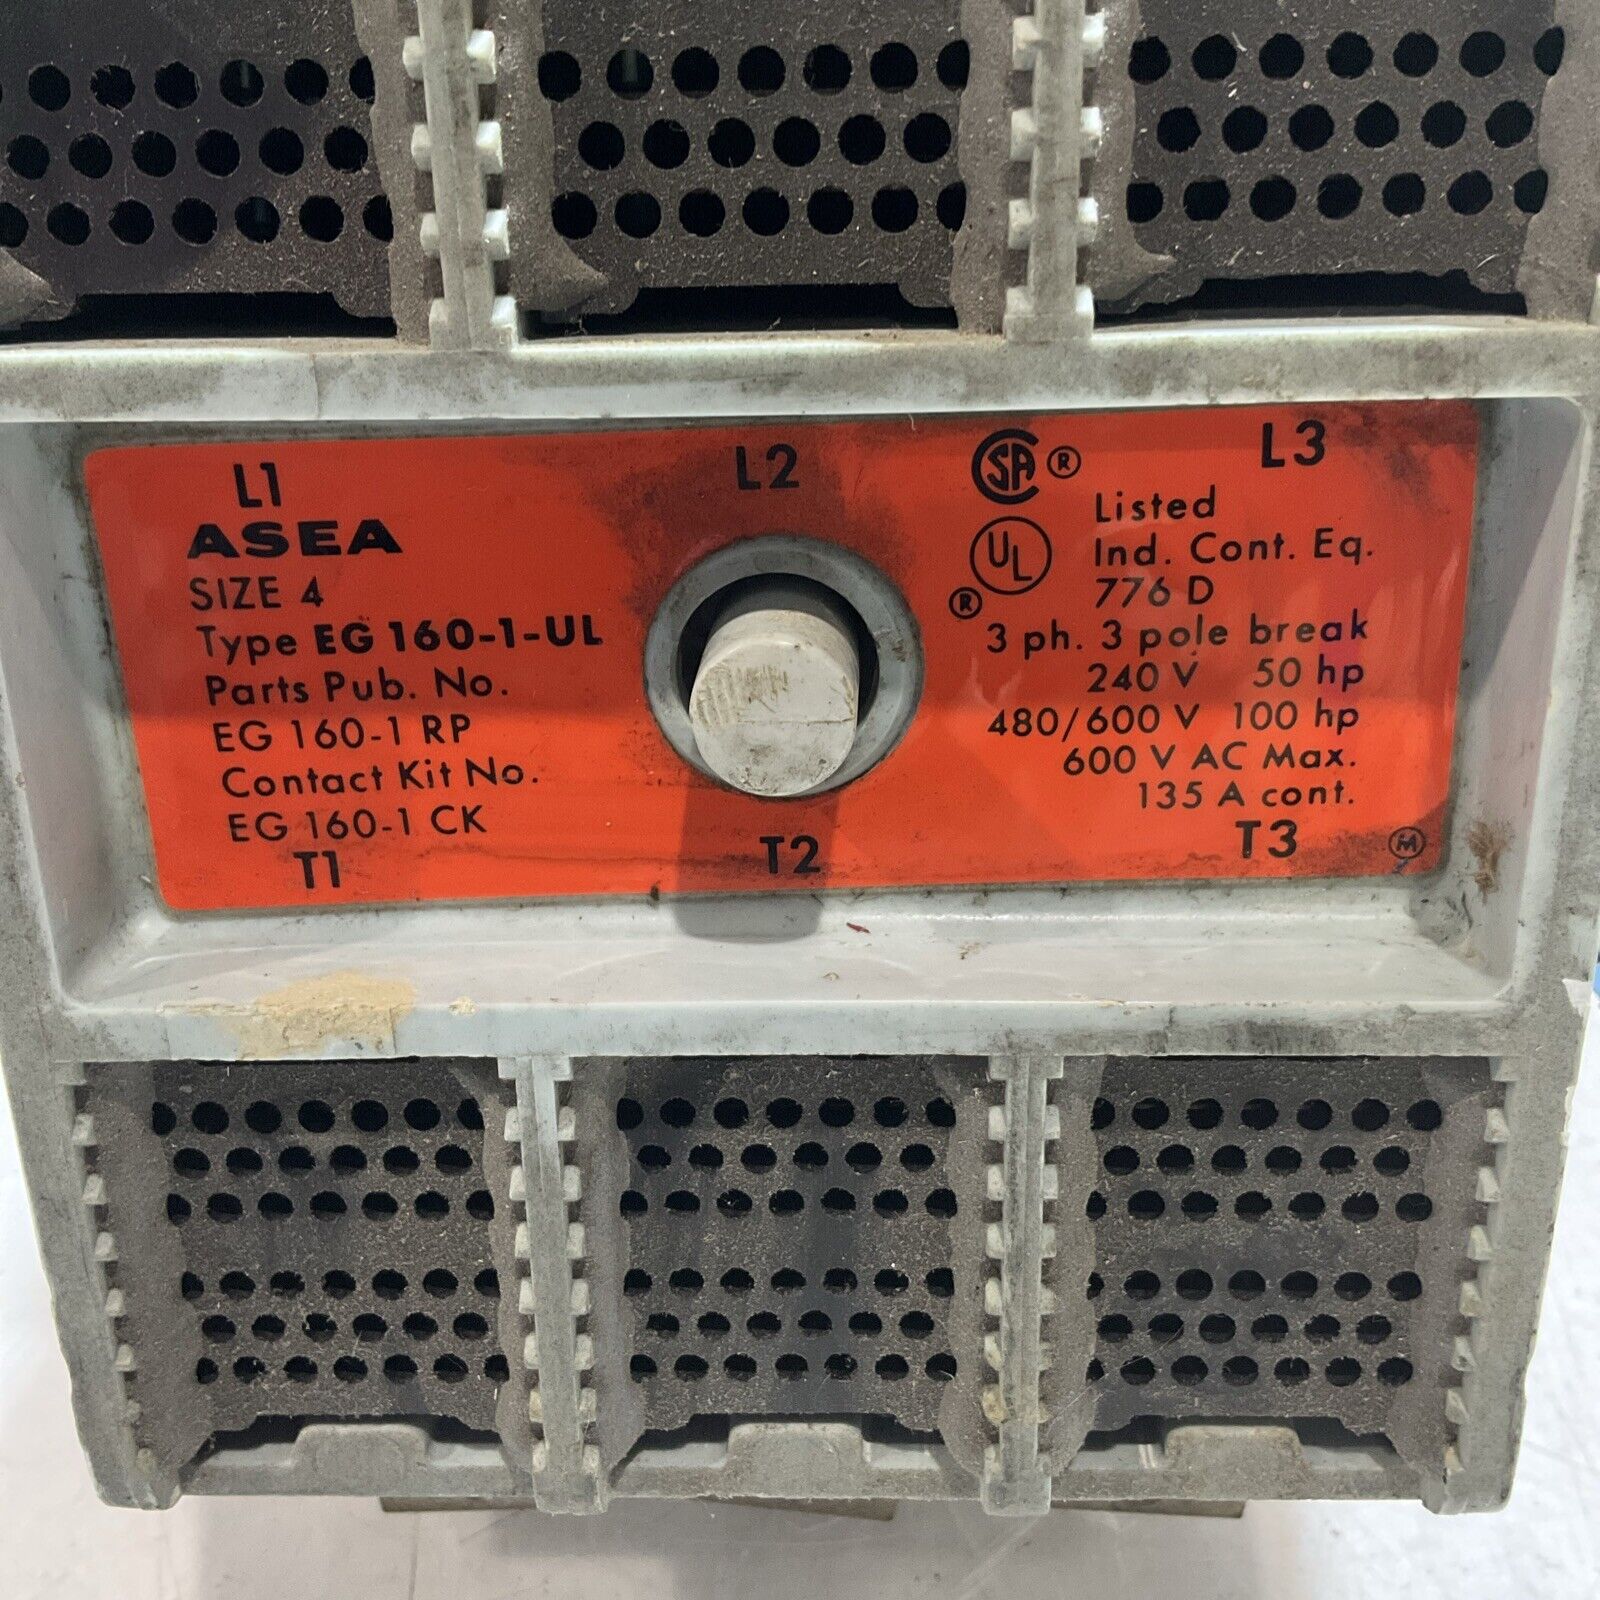 L1
L2
L3
ASEA
SIZE 4
Type EG 160-1-UL
Parts Pub. No.
EG 160-1 RP
Contact Kit No.
EG 160-1 CK
SA ®
UL ®
Listed
Ind. Cont. Eq.
776 D
3 ph. 3 pole break
240 V 50 hp
480/600 V 100 hp
600 V AC Max.
135 A cont.
T1
T2
T3
M